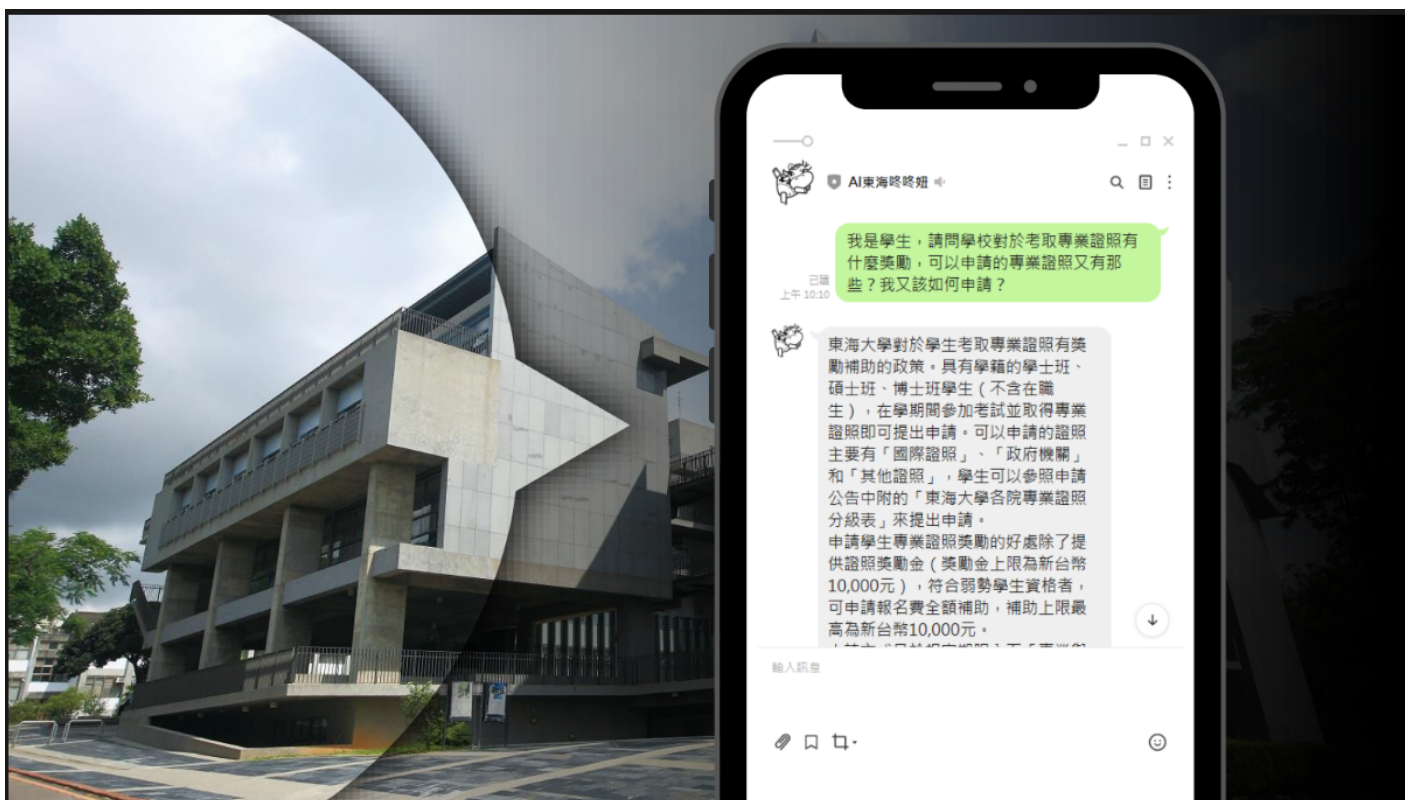 AI東海咚咚妞
我是學生，請問學校對於考取專業證照有
什麼獎勵，可以申請的專業證照又有那
些？我又該如何申請？
已讀
上午 10:10
東海大學對於學生考取專業證照有獎
勵補助的政策。具有學籍的學士班、
碩士班、博士班學生（不含在職
生），在學期間參加考試並取得專業
證照即可提出申請。可以申請的證照
主要有「國際證照」、「政府機關」
和「其他證照」，學生可以參照申請
公告中附的「東海大學各院專業證照
分級表」來提出申請。
申請學生專業證照獎勵的好處除了提
供證照獎勵金（獎勵金上限為新台幣
10,000元），符合弱勢學生資格者，
可申請報名費全額補助，補助上限最
高為新台幣10,000元。
輸入訊息